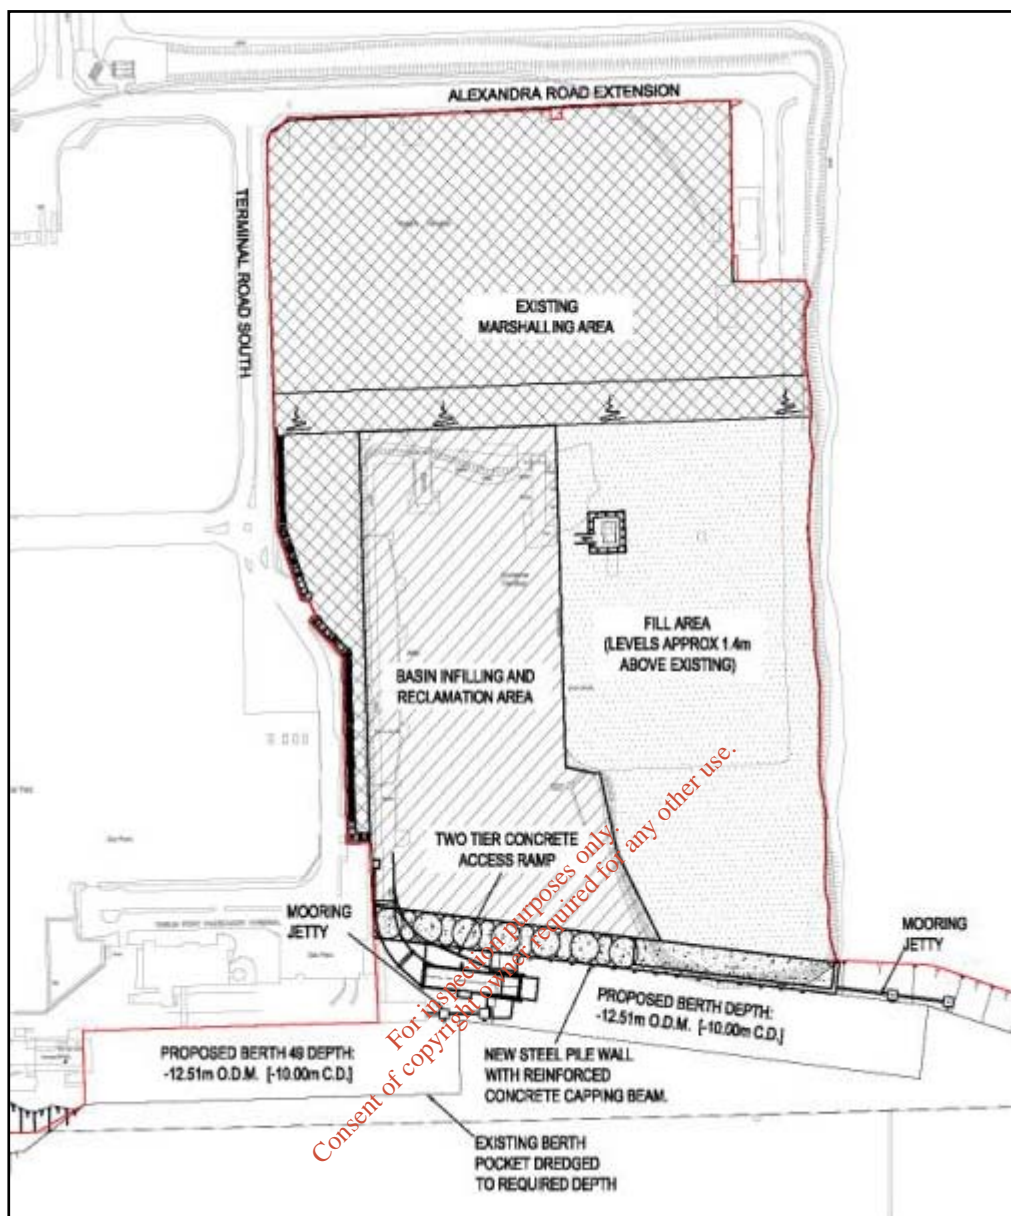 ALEXANDRA ROAD EXTENSION
TERMINAL ROAD SOUTH
EXISTING
MARSHALLING AREA
FILL AREA
(LEVELS APPROX 1.4m
ABOVE EXISTING)
BASIN INFILLING AND
RECLAMATION AREA
TWO TIER CONCRETE
ACCESS RAMP
MOORING
JETTY
MOORING
JETTY
PROPOSED BERTH DEPTH:
-12.51m O.D.M. [-10.00m C.D.]
PROPOSED BERTH 49 DEPTH:
-12.51m O.D.M. [-10.00m C.D.]
NEW STEEL PILE WALL
WITH REINFORCED
CONCRETE CAPPING BEAM.
EXISTING BERTH
POCKET DREDGED
TO REQUIRED DEPTH
For inspection purposes only.
Consent of copyright owner required for any other use.